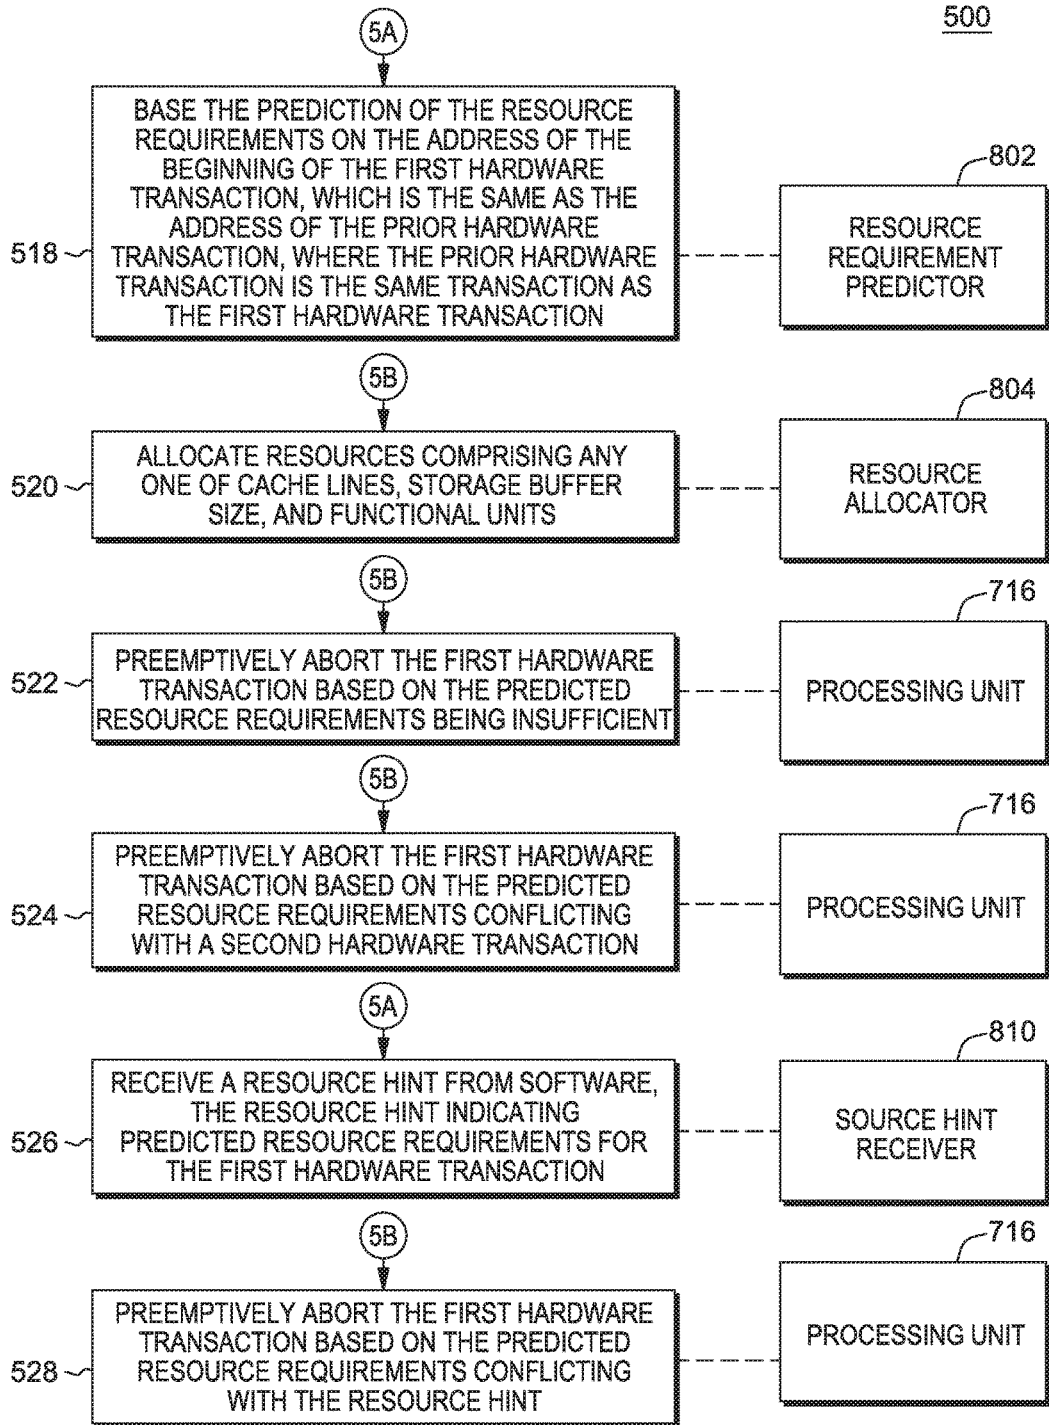 500
5A
BASE THE PREDICTION OF THE RESOURCE
REQUIREMENTS ON THE ADDRESS OF THE
BEGINNING OF THE FIRST HARDWARE
TRANSACTION, WHICH IS THE SAME AS THE
ADDRESS OF THE PRIOR HARDWARE
TRANSACTION, WHERE THE PRIOR HARDWARE
TRANSACTION IS THE SAME TRANSACTION AS
THE FIRST HARDWARE TRANSACTION
518
802
RESOURCE
REQUIREMENT
PREDICTOR
5B
ALLOCATE RESOURCES COMPRISING ANY
ONE OF CACHE LINES, STORAGE BUFFER
SIZE, AND FUNCTIONAL UNITS
520
804
RESOURCE
ALLOCATOR
5B
PREEMPTIVELY ABORT THE FIRST HARDWARE
TRANSACTION BASED ON THE PREDICTED
RESOURCE REQUIREMENTS BEING INSUFFICIENT
522
716
PROCESSING UNIT
5B
PREEMPTIVELY ABORT THE FIRST HARDWARE
TRANSACTION BASED ON THE PREDICTED
RESOURCE REQUIREMENTS CONFLICTING
WITH A SECOND HARDWARE TRANSACTION
524
716
PROCESSING UNIT
5A
RECEIVE A RESOURCE HINT FROM SOFTWARE,
THE RESOURCE HINT INDICATING
PREDICTED RESOURCE REQUIREMENTS FOR
THE FIRST HARDWARE TRANSACTION
526
810
SOURCE HINT
RECEIVER
5B
PREEMPTIVELY ABORT THE FIRST HARDWARE
TRANSACTION BASED ON THE PREDICTED
RESOURCE REQUIREMENTS CONFLICTING
WITH THE RESOURCE HINT
528
716
PROCESSING UNIT